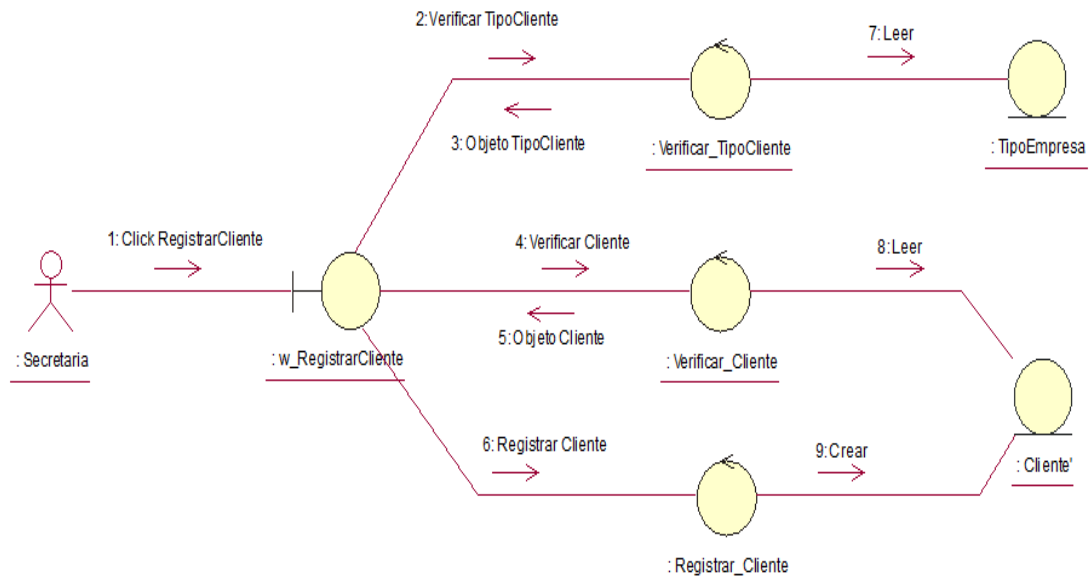 2: Verificar TipoCliente
7: Leer
3: Objeto TipoCliente
: Verificar_TipoCliente
: TipoEmpresa
1: Click RegistrarCliente
4: Verificar Cliente
8: Leer
5: Objeto Cliente
: Secretaria
: w_RegistrarCliente
: Verificar_Cliente
6: Registrar Cliente
9: Crear
: Cliente'
: Registrar_Cliente